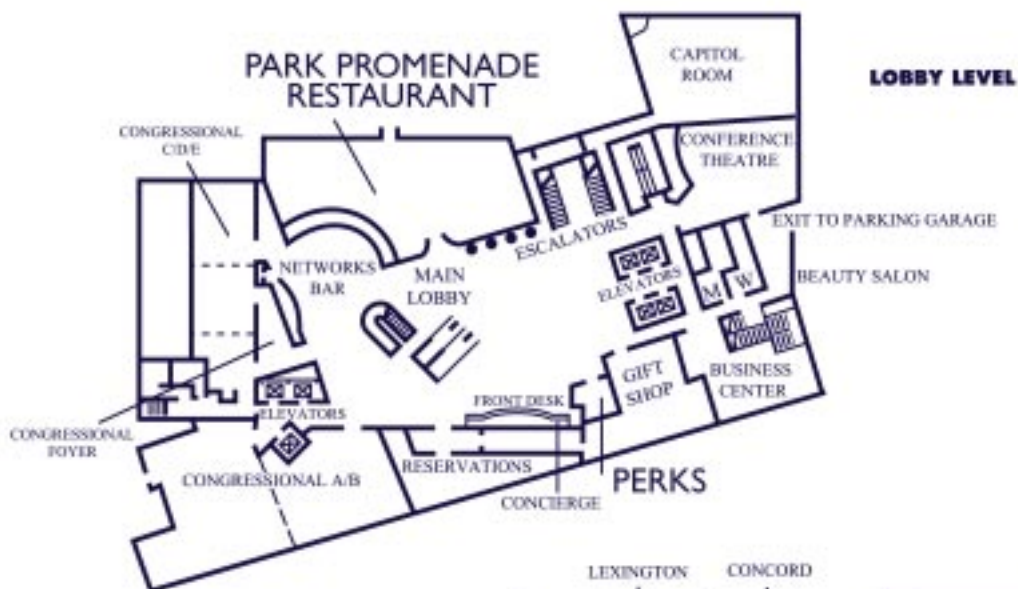 CAPITOL
ROOM
LOBBY LEVEL
PARK PROMENADE
RESTAURANT
CONGRESSIONAL
C/D/E
CONFERENCE
THEATRE
EXIT TO PARKING GARAGE
ESCALATORS
NETWORKS
BAR
MAIN
LOBBY
ELEVATORS
M
W
BEAUTY SALON
GIFT
SHOP
BUSINESS
CENTER
FRONT DESK
ELEVATORS
CONGRESSIONAL
FOYER
CONGRESSIONAL A/B
RESERVATIONS
PERKS
CONCIERGE
LEXINGTON
CONCORD